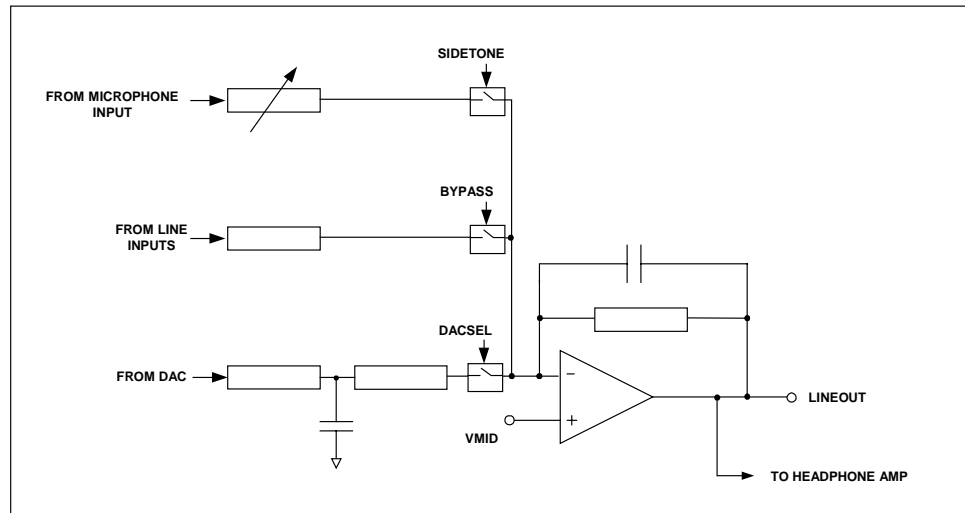 SIDETONE
FROM MICROPHONE
INPUT
BYPASS
FROM LINE
INPUTS
DACSEL
FROM DAC
−
+
VMID
LINEOUT
TO HEADPHONE AMP